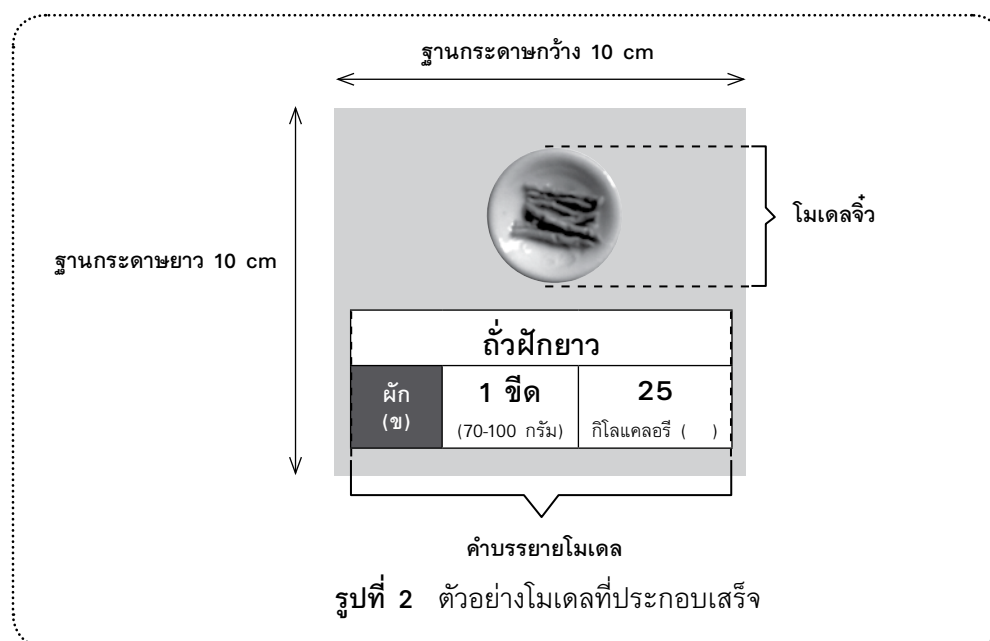 ฐานกระดาษกว้าง 10 cm
ฐานกระดาษยาว 10 cm
โมเดลจิ๋ว
ถั่วฝักยาว
ผัก
(ข)
1 ขีด
(70-100 กรัม)
25
กิโลแคลอรี ( )
คำบรรยายโมเดล
รูปที่ 2 ตัวอย่างโมเดลที่ประกอบเสร็จ